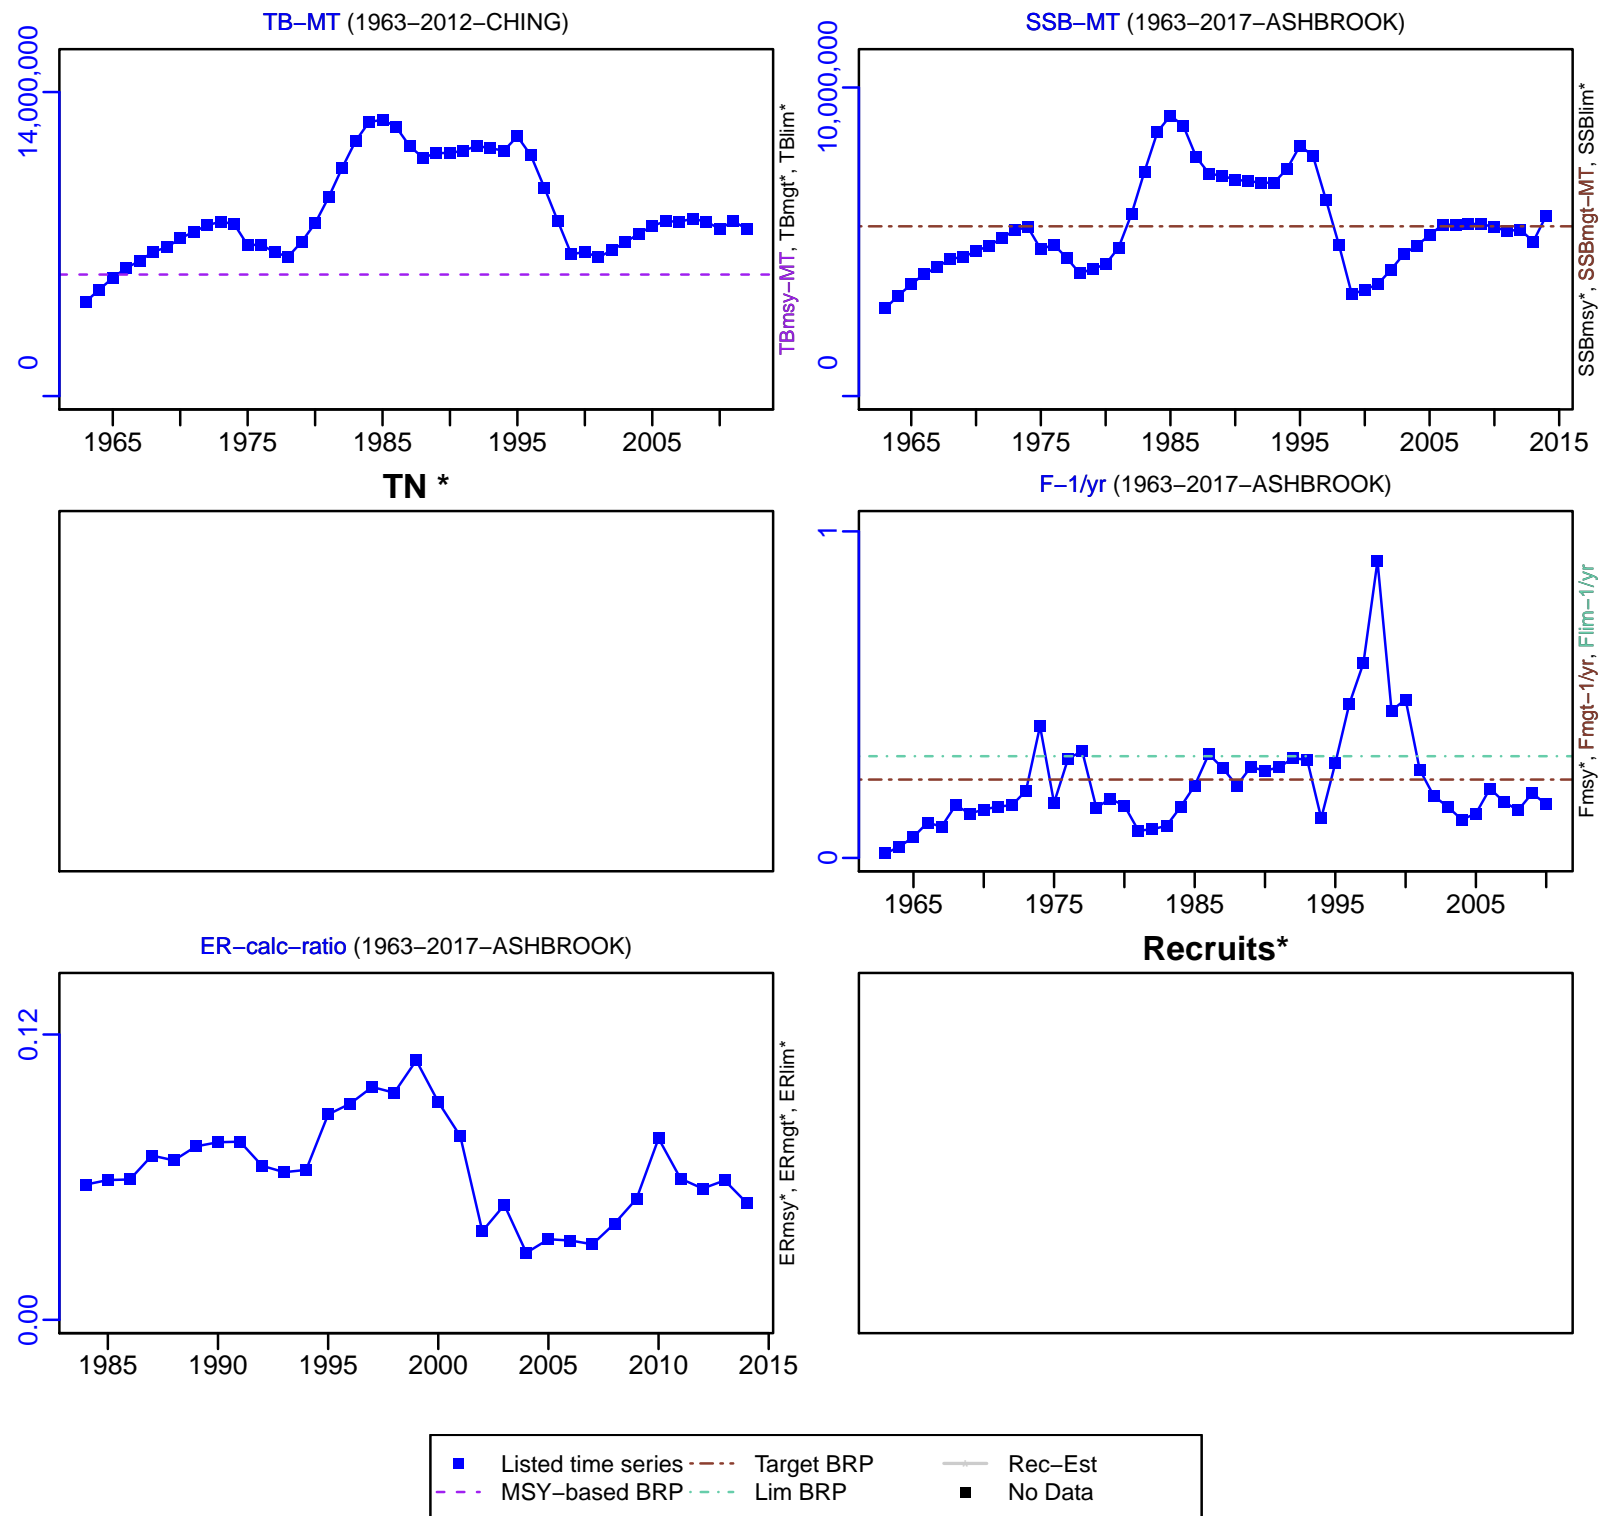 TB−MT (1963−2012−CHING)
14,000,000
0
1965 1975 1985 1995 2005
TBmsy−MT, TBmgt*, TBlim*
SSB−MT (1963−2017−ASHBROOK)
10,000,000
0
1965 1975 1985 1995 2005 2015
SSBmsy*, SSBmgt−MT, SSBlim*
TN *
F−1/yr (1963−2017−ASHBROOK)
1
0
1965 1975 1985 1995 2005
Fmsy*, Fmgt−1/yr, Flim−1/yr
ER−calc−ratio (1963−2017−ASHBROOK)
0.12
0.00
1985 1990 1995 2000 2005 2010 2015
ERmsy*, ERmgt*, ERlim*
Recruits*
Listed time series
MSY−based BRP
Target BRP
Lim BRP
Rec−Est
No Data